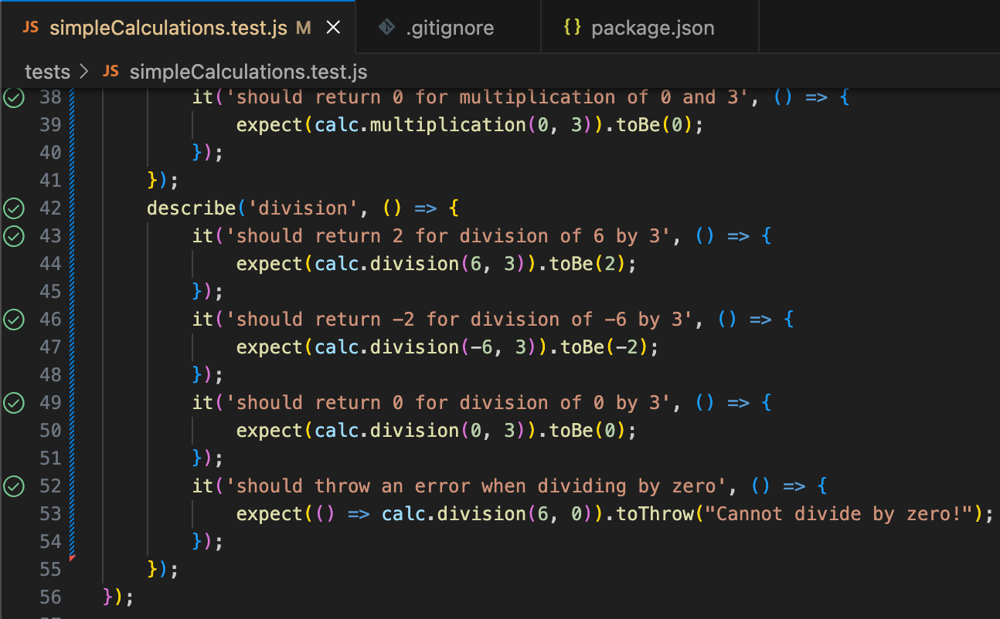 JS simpleCalculations.test.js M × .gitignore {} package.json
tests > JS simpleCalculations.test.js
38 it('should return 0 for multiplication of 0 and 3', () => {
39 expect(calc.multiplication(0, 3)).toBe(0);
40 });
41 });
42 describe('division', () => {
43 it('should return 2 for division of 6 by 3', () => {
44 expect(calc.division(6, 3)).toBe(2);
45 });
46 it('should return -2 for division of -6 by 3', () => {
47 expect(calc.division(-6, 3)).toBe(-2);
48 });
49 it('should return 0 for division of 0 by 3', () => {
50 expect(calc.division(0, 3)).toBe(0);
51 });
52 it('should throw an error when dividing by zero', () => {
53 expect(() => calc.division(6, 0)).toThrow("Cannot divide by zero!");
54 });
55 });
56 });